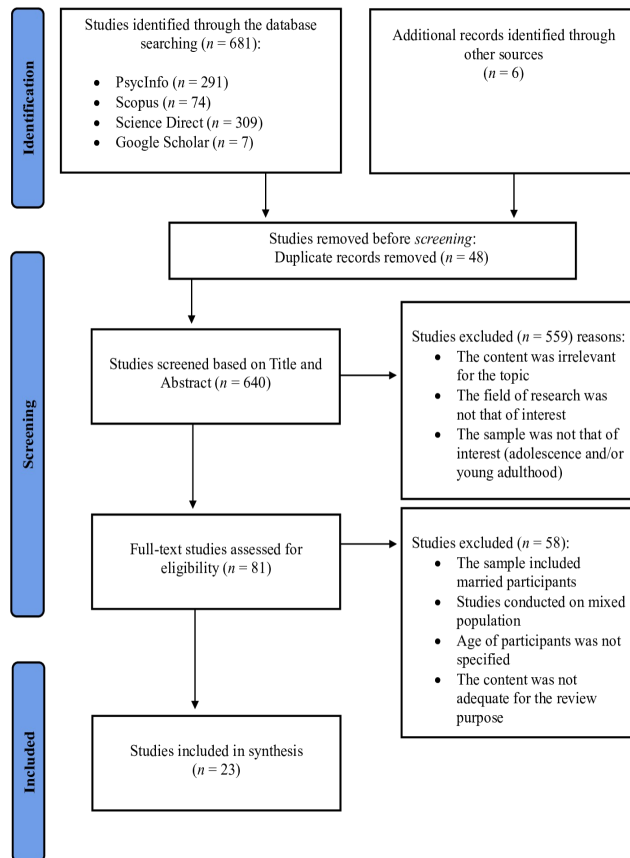 Identification
Studies identified through the database
searching (n = 681):
• PsycInfo (n = 291)
• Scopus (n = 74)
• Science Direct (n = 309)
• Google Scholar (n = 7)
Additional records identified through
other sources
(n = 6)
Studies removed before screening:
Duplicate records removed (n = 48)
Screening
Studies screened based on Title and
Abstract (n = 640)
Studies excluded (n = 559) reasons:
• The content was irrelevant
for the topic
• The field of research was
not that of interest
• The sample was not that of
interest (adolescence and/or
young adulthood)
Full-text studies assessed for
eligibility (n = 81)
Studies excluded (n = 58):
• The sample included
married participants
• Studies conducted on mixed
population
• Age of participants was not
specified
• The content was not
adequate for the review
purpose
Included
Studies included in synthesis
(n = 23)